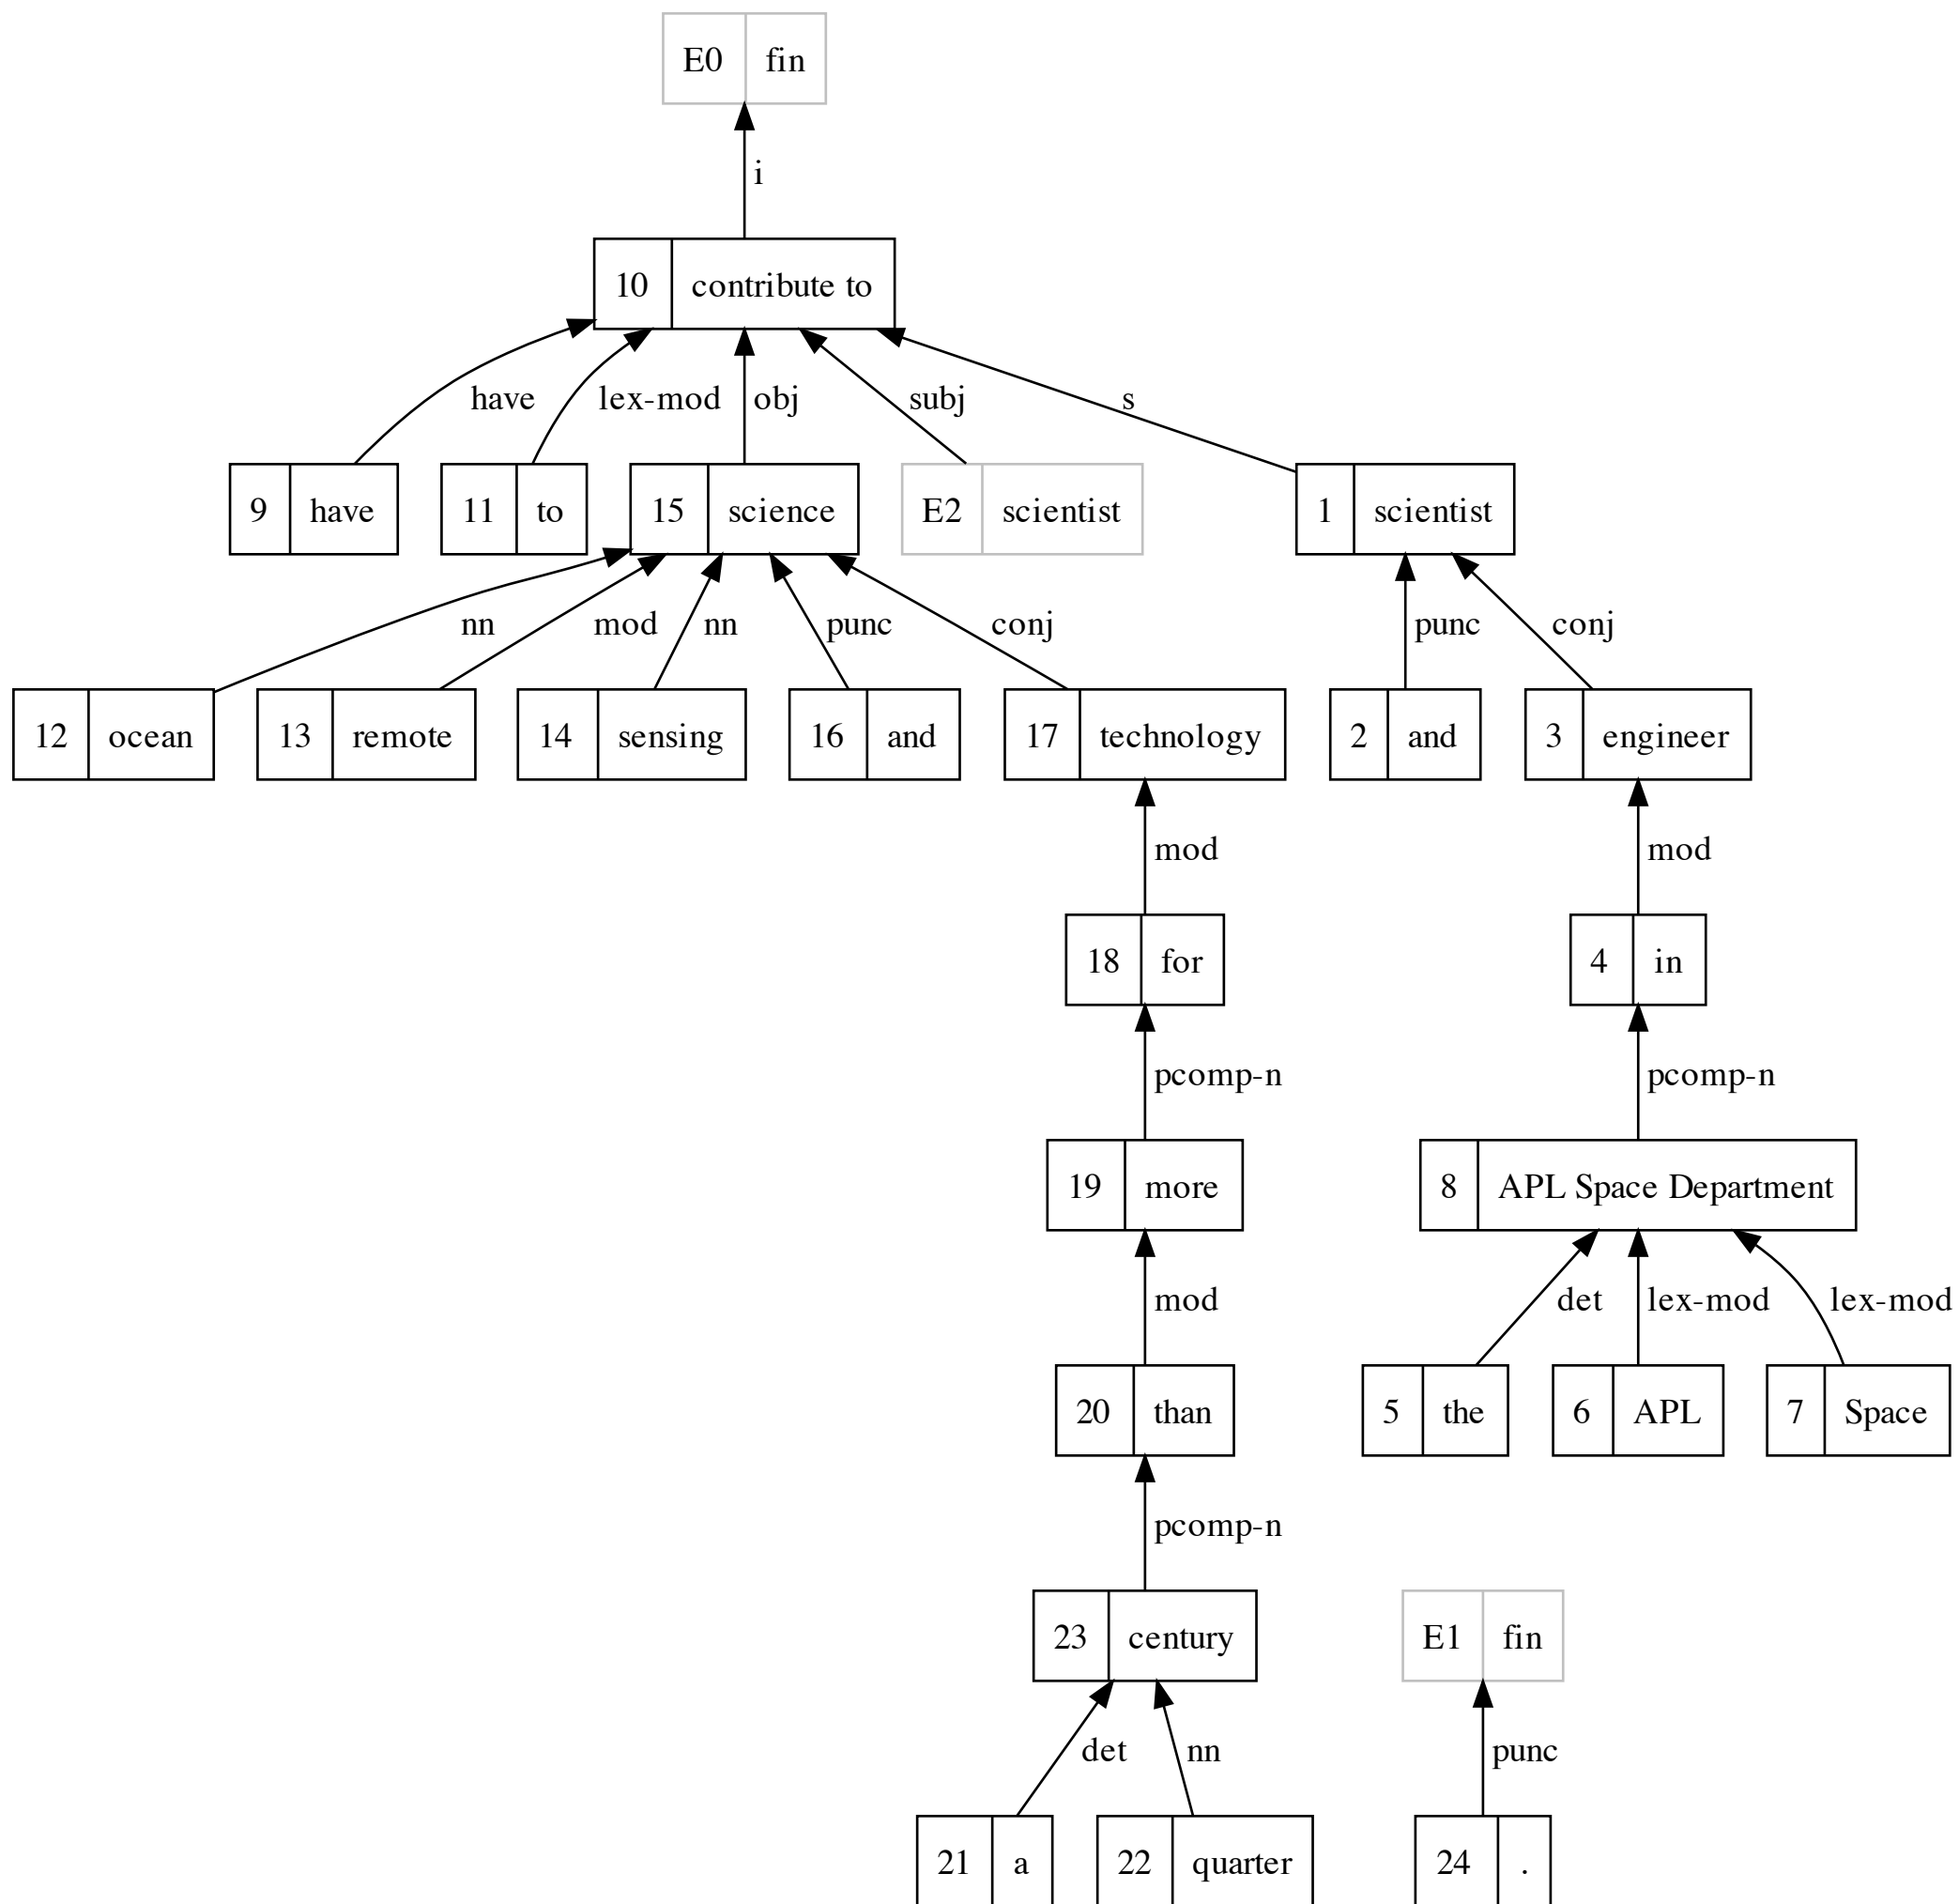 E0 fin
i
10 contribute to
have lex-mod obj subj s
9 have 11 to 15 science E2 scientist 1 scientist
nn mod nn punc conj punc conj
12 ocean 13 remote 14 sensing 16 and 17 technology 2 and 3 engineer
mod mod
18 for 4 in
pcomp-n pcomp-n
19 more 8 APL Space Department
mod det lex-mod lex-mod
20 than 5 the 6 APL 7 Space
pcomp-n
23 century E1 fin
det nn punc
21 a 22 quarter 24 .